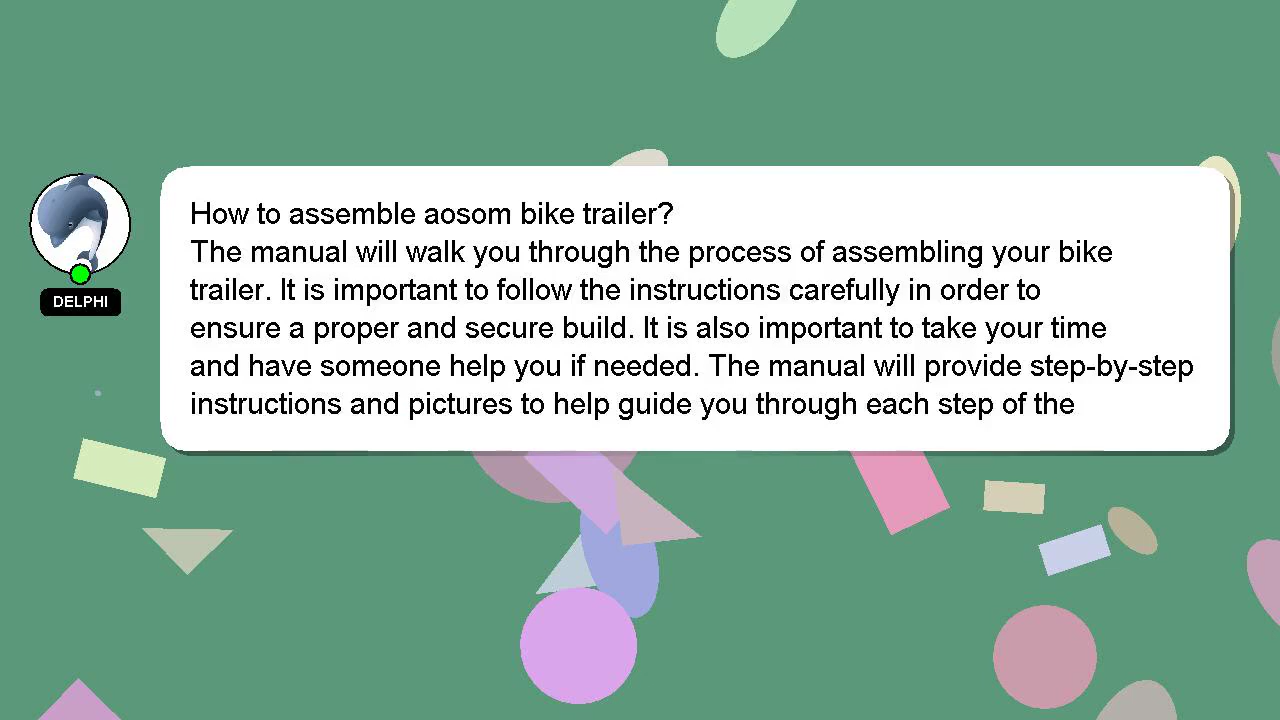 How to assemble aosom bike trailer?
The manual will walk you through the process of assembling your bike
trailer. It is important to follow the instructions carefully in order to
ensure a proper and secure build. It is also important to take your time
and have someone help you if needed. The manual will provide step-by-step
instructions and pictures to help guide you through each step of the
DELPHI